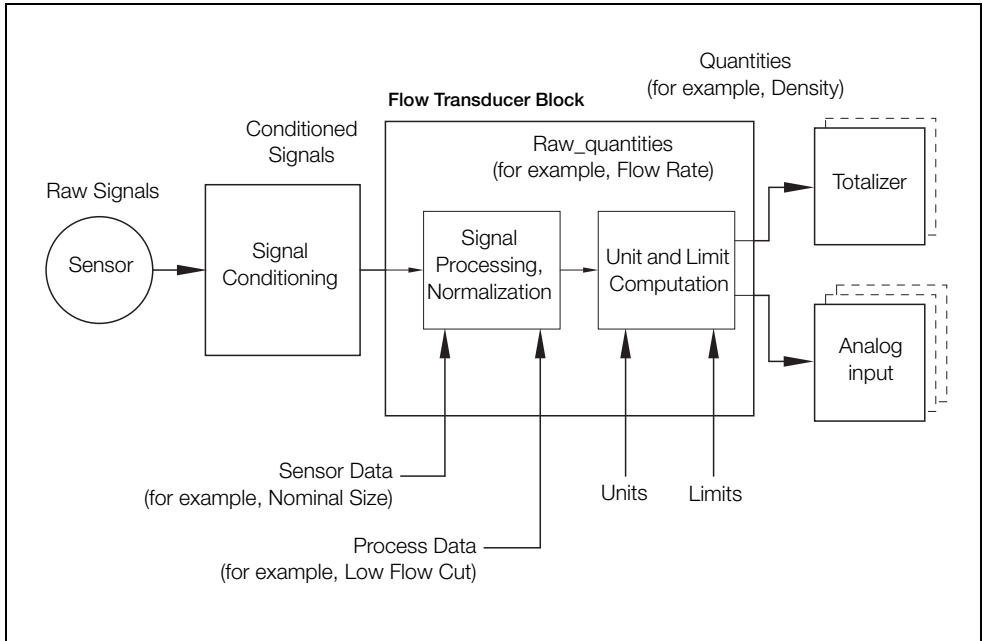 Quantities
(for example, Density)
Flow Transducer Block
Conditioned
Signals
Raw_quantities
(for example, Flow Rate)
Raw Signals
Totalizer
Sensor
Signal
Conditioning
Signal
Processing,
Normalization
Unit and Limit
Computation
Analog
input
Sensor Data
(for example, Nominal Size)
Units
Limits
Process Data
(for example, Low Flow Cut)